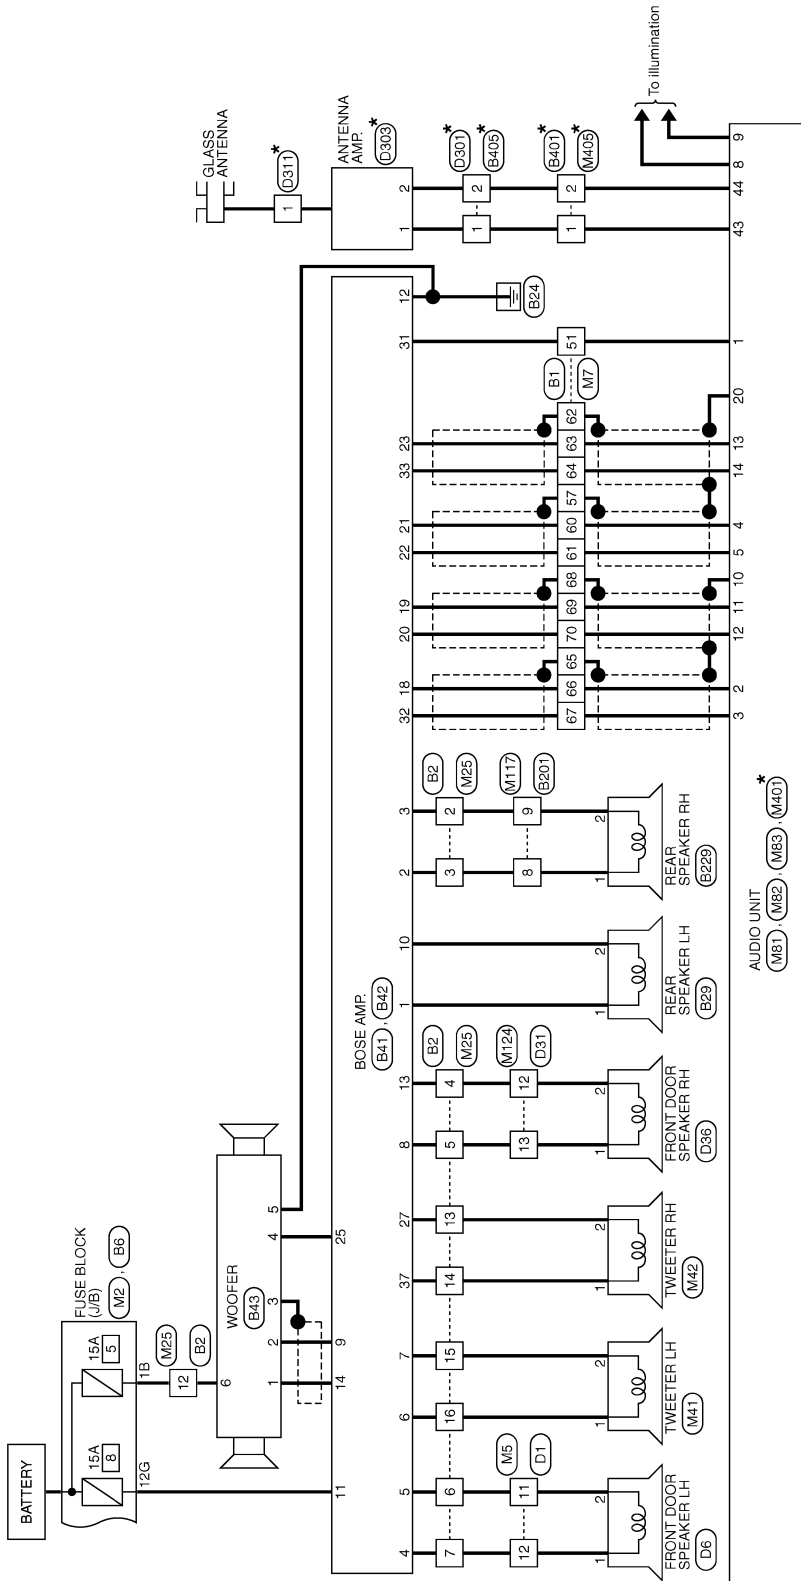 BATTERY
FUSE BLOCK
(J/B)
M2 , B6
15A
8
15A
5
12G
1B
12
M25
B2
6
WOOFER
B43
1
2
3
4
5
14
9
25
11
BOSE AMP.
B41 , B42
4
5
6
7
37
27
8
13
1
10
2
3
32
18
20
19
22
21
33
23
31
12
7
6
16
15
14
13
5
4
B2
M25
3
2
B2
M25
12
11
M5
D1
13
12
M124
D31
8
9
M117
B201
1
2
FRONT DOOR
SPEAKER LH
D6
1
2
TWEETER LH
M41
1
2
TWEETER RH
M42
1
2
FRONT DOOR
SPEAKER RH
D36
1
2
REAR
SPEAKER LH
B29
1
2
REAR
SPEAKER RH
B229
67
66
65
70
69
68
61
60
57
64
63
62
51
B1
M7
B24
3
2
12
11
10
5
4
14
13
20
1
43
44
8
9
GLASS
ANTENNA
1
D311 *
ANTENNA
AMP.
D303 *
1
2
1
2
D301 *
B405 *
1
2
B401 *
M405 *
To illumination
AUDIO UNIT
M81 , M82 , M83 , M401 *